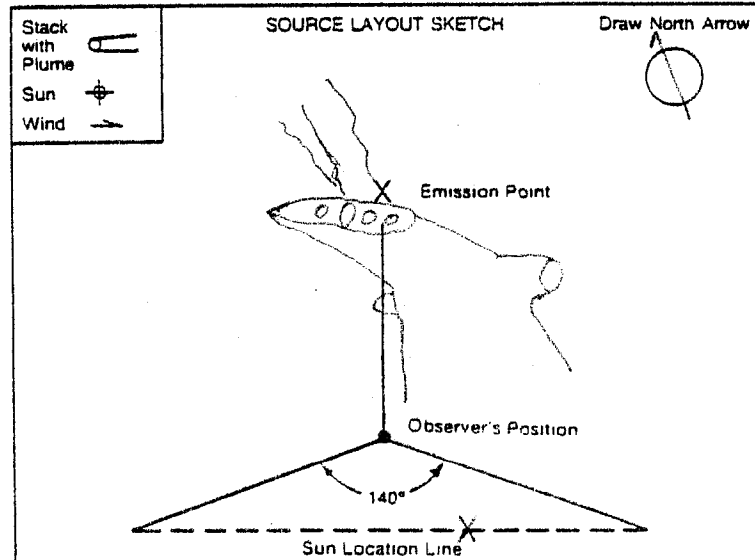 SOURCE LAYOUT SKETCH
Draw North Arrow
Stack
with
Plume
Sun
Wind
X
Emission Point
Observer's Position
140°
X
Sun Location Line